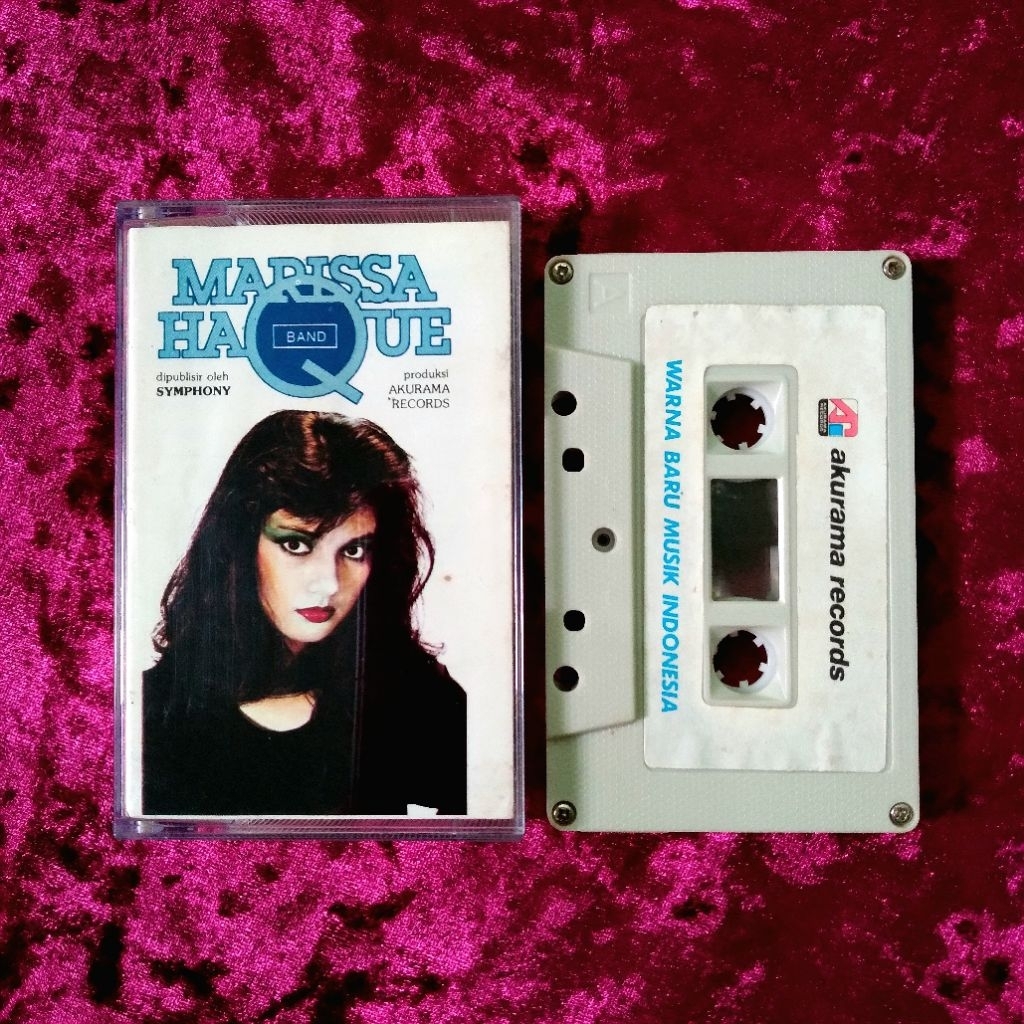 MARISSA
HAQUE
BAND
dipublisir oleh
SYMPHONY
produksi
AKURAMA
RECORDS
A
WARNA BARU MUSIK INDONESIA
akurama records